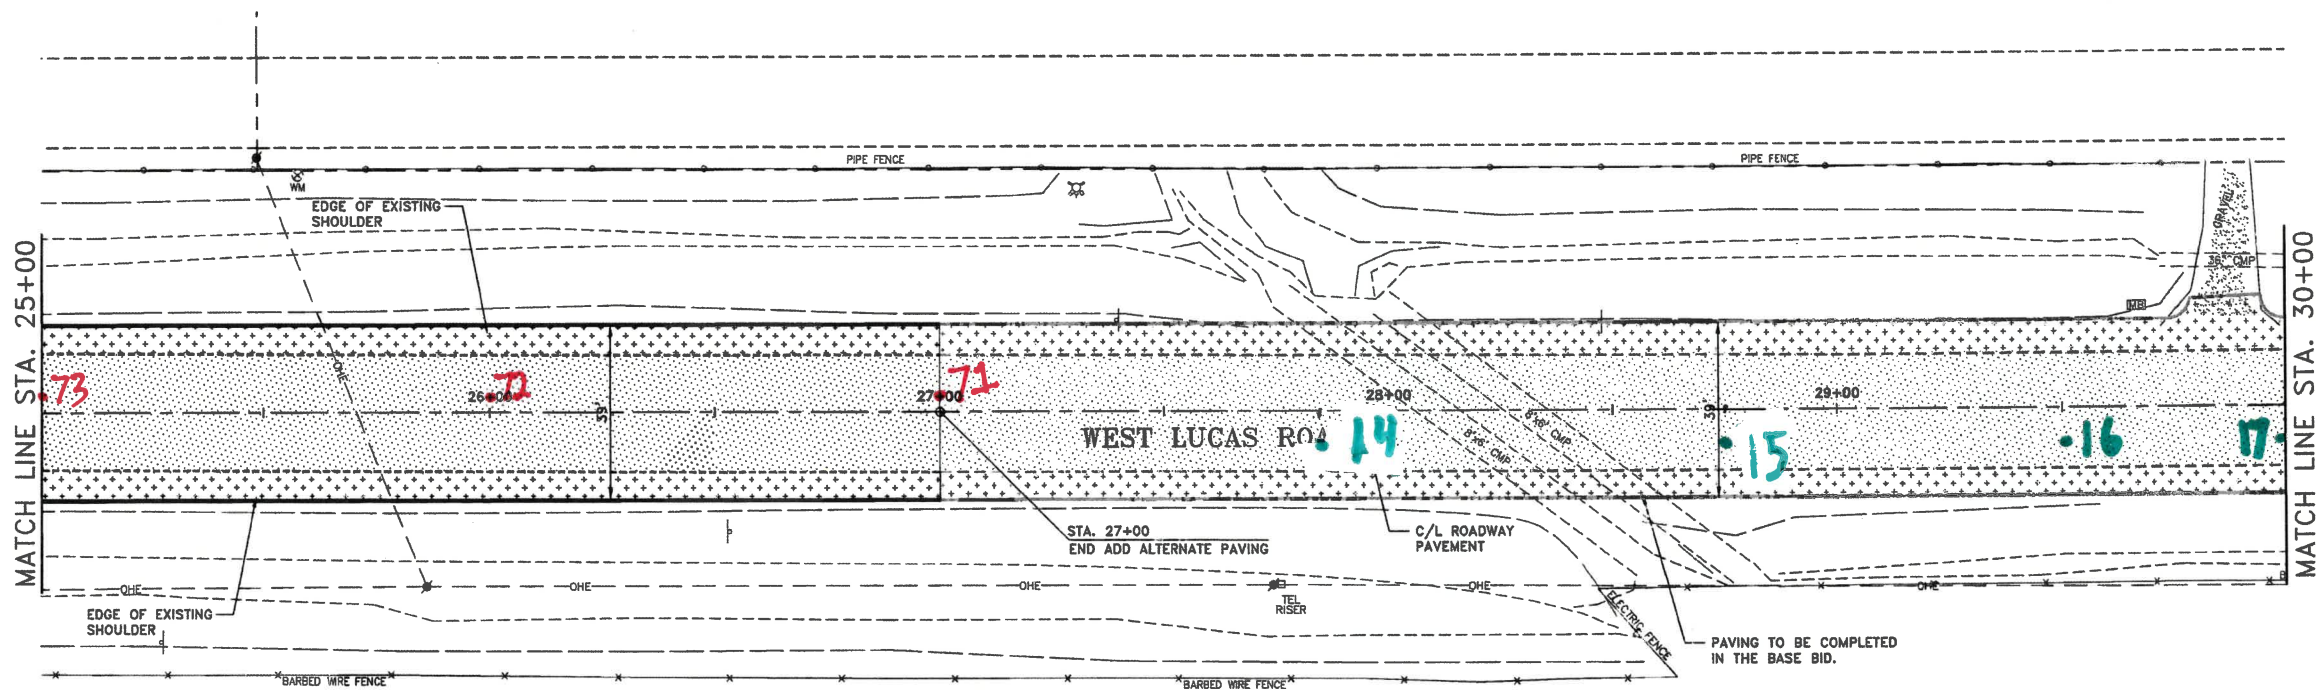 PIPE FENCE
PIPE FENCE
WM
EDGE OF EXISTING
SHOULDER
GRAVEL
36" CMP
MB
MATCH LINE STA. 25+00
MATCH LINE STA. 30+00
OHE
73
26+00
72
39'
27+00
71
28+00
29+00
39'
WEST LUCAS ROA
14
8'X6' CMP
8'X6' CMP
15
16
17
STA. 27+00
END ADD ALTERNATE PAVING
C/L ROADWAY
PAVEMENT
OHE
OHE
OHE
OHE
OHE
TEL
RISER
EDGE OF EXISTING
SHOULDER
ELECTRIC FENCE
PAVING TO BE COMPLETED
IN THE BASE BID.
BARBED WIRE FENCE
BARBED WIRE FENCE